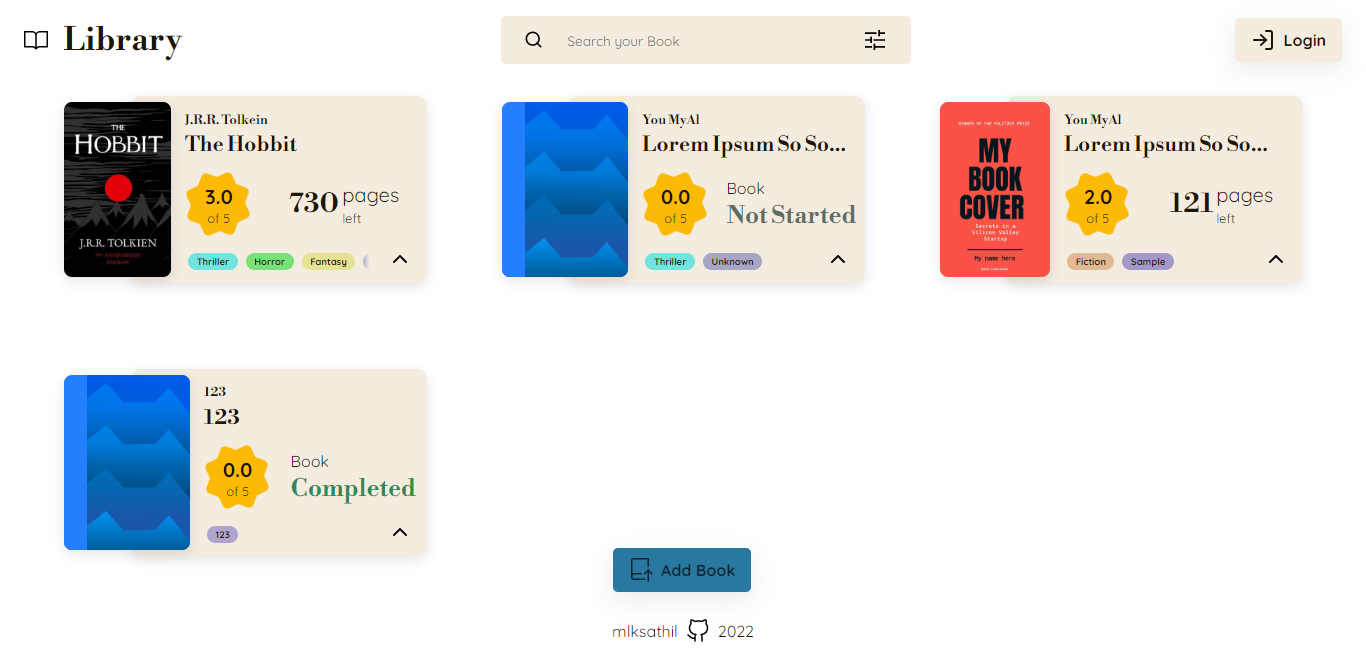 Library
Search your Book
Login
THE
HOBBIT
J.R.R. TOLKIEN
75TH ANNIVERSARY
EDITION
J.R.R. Tolkein
The Hobbit
3.0
of 5
730 pages
left
Thriller Horror Fantasy
You MyAl
Lorem Ipsum So So...
0.0
of 5
Book
Not Started
Thriller Unknown
WINNER OF THE PULITZER PRIZE
MY
BOOK
COVER
Secrets in a
Silicon Valley
Startup
My name here
You MyAl
Lorem Ipsum So So...
2.0
of 5
121 pages
left
Fiction Sample
123
123
0.0
of 5
Book
Completed
123
Add Book
mlksathil 2022